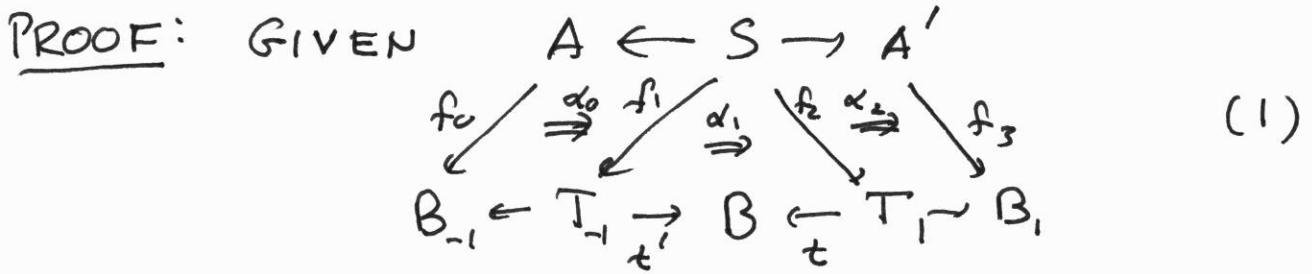 PROOF: GIVEN A ← S → A′
f₀ α₀ ⇛ f₁ α₁ ⇛ f₂ α₂ ⇛ f₃ (1)
B₋₁ ← T₋₁ → B ← T₁ → B₁
t′ t